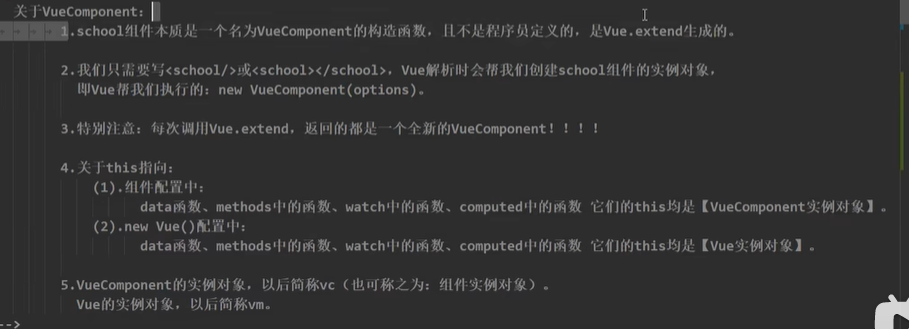 关于VueComponent：
1.school组件本质是一个名为VueComponent的构造函数，且不是程序员定义的，是Vue.extend生成的。
2.我们只需要写<school/>或<school></school>，Vue解析时会帮我们创建school组件的实例对象，
即Vue帮我们执行的：new VueComponent(options)。
3.特别注意：每次调用Vue.extend，返回的都是一个全新的VueComponent！！！！
4.关于this指向：
(1).组件配置中：
data函数、methods中的函数、watch中的函数、computed中的函数 它们的this均是【VueComponent实例对象】。
(2).new Vue()配置中：
data函数、methods中的函数、watch中的函数、computed中的函数 它们的this均是【Vue实例对象】。
5.VueComponent的实例对象，以后简称vc（也可称之为：组件实例对象）。
Vue的实例对象，以后简称vm。
-->